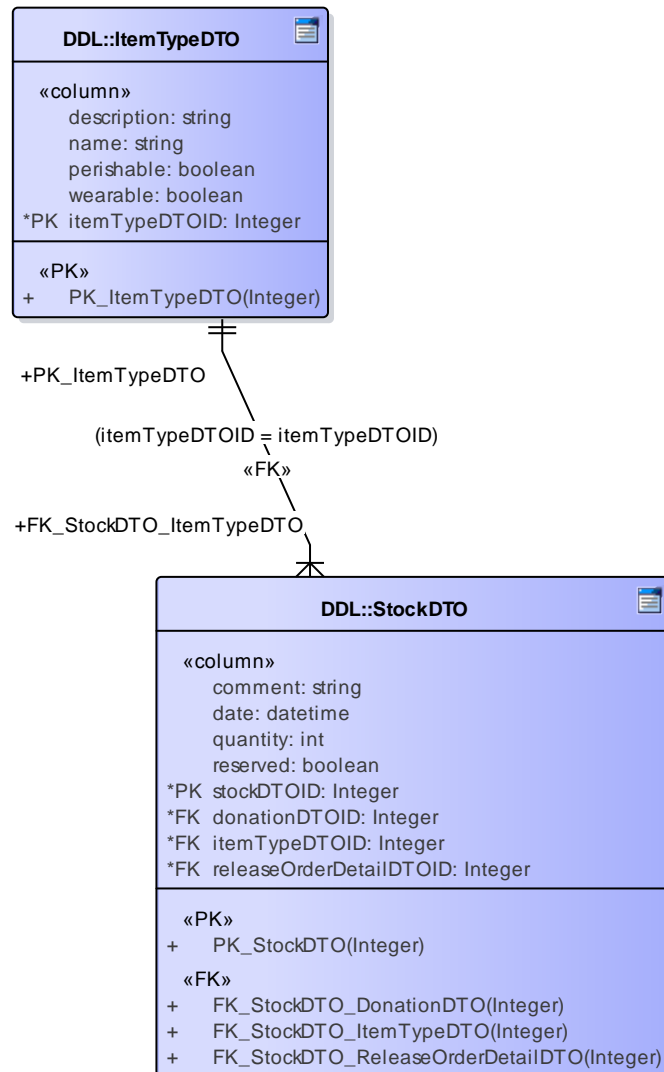 DDL::ItemTypeDTO
«column»
description: string
name: string
perishable: boolean
wearable: boolean
*PK itemTypeDTOID: Integer
«PK»
+ PK_ItemTypeDTO(Integer)
+PK_ItemTypeDTO
(itemTypeDTOID = itemTypeDTOID)
«FK»
+FK_StockDTO_ItemTypeDTO
DDL::StockDTO
«column»
comment: string
date: datetime
quantity: int
reserved: boolean
*PK stockDTOID: Integer
*FK donationDTOID: Integer
*FK itemTypeDTOID: Integer
*FK releaseOrderDetailDTOID: Integer
«PK»
+ PK_StockDTO(Integer)
«FK»
+ FK_StockDTO_DonationDTO(Integer)
+ FK_StockDTO_ItemTypeDTO(Integer)
+ FK_StockDTO_ReleaseOrderDetailDTO(Integer)